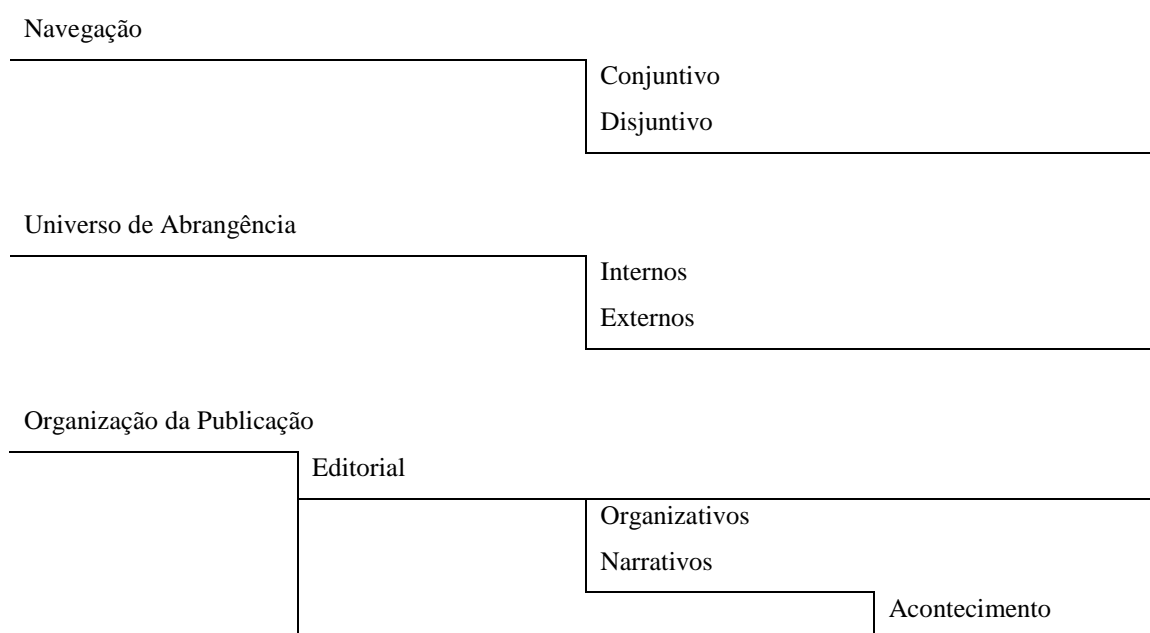 Navegação
Conjuntivo
Disjuntivo
Universo de Abrangência
Internos
Externos
Organização da Publicação
Editorial
Organizativos
Narrativos
Acontecimento